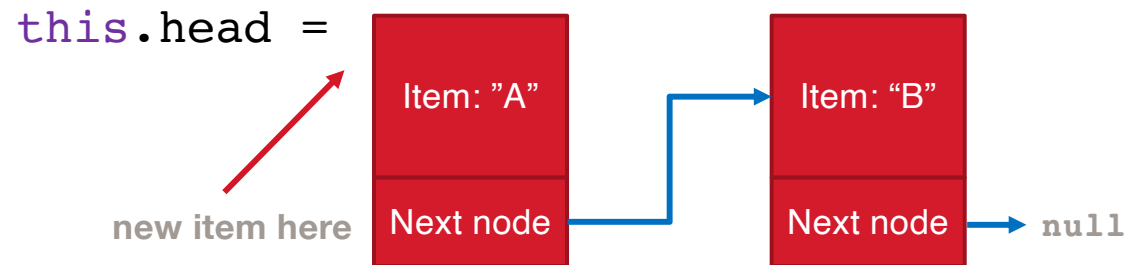 this.head =
Item: ”A”
Item: “B”
new item here
Next node
Next node
null